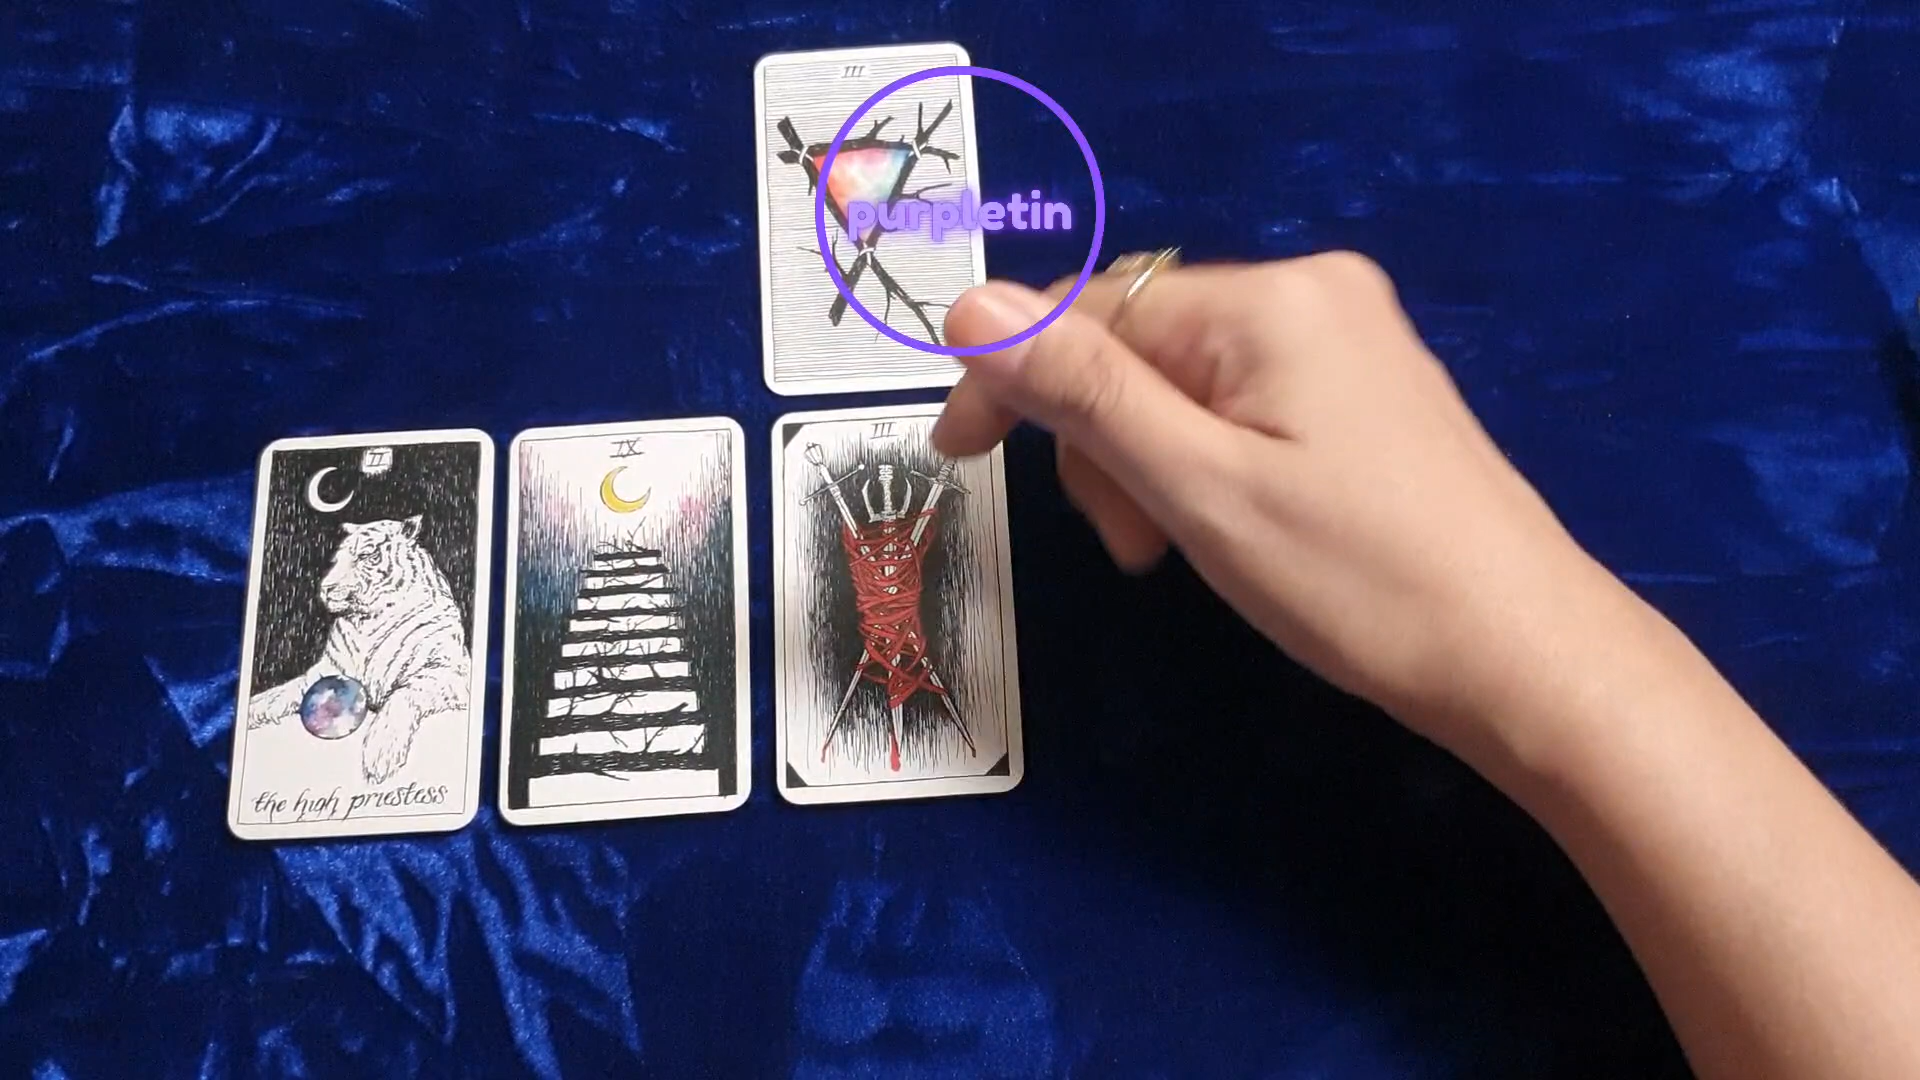 III
purpletin
II
IX
III
the high priestess